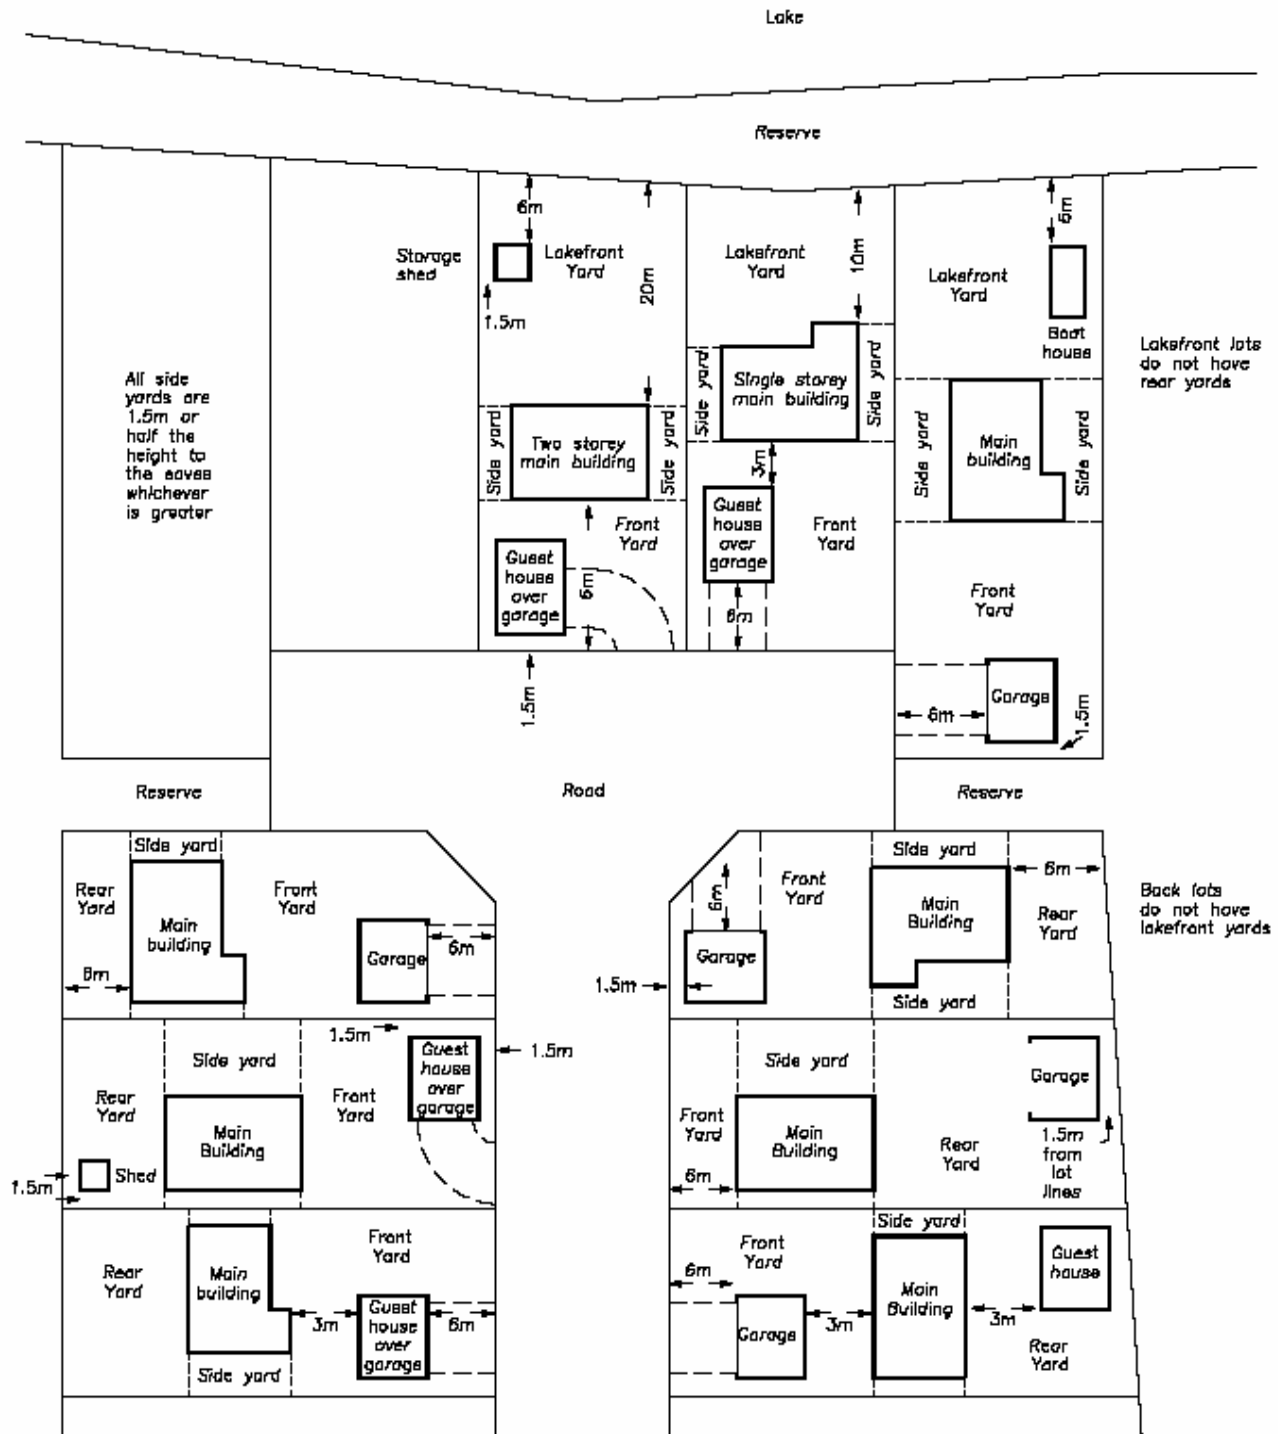 Lake
Reserve
6m
Storage
shed
1.5m
Lakefront
Yard
20m
Side yard
Two storey
main building
Side yard
Front
Yard
Guest
house
over
garage
6m
1.5m
Lakefront
Yard
10m
Side yard
Single storey
main building
Side yard
3m
Guest
house
over
garage
Front
Yard
6m
6m
Lakefront
Yard
Boat
house
Side yard
Main
building
Side yard
Front
Yard
Garage
6m
1.5m
Lakefront lots
do not have
rear yards
All side
yards are
1.5m or
half the
height to
the eaves
whichever
is greater
Reserve
Road
Reserve
Side yard
Rear
Yard
Main
building
Front
Yard
Garage
6m
6m
Side yard
Rear
Yard
Main
Building
Front
Yard
1.5m
Guest
house
over
garage
1.5m
Shed
1.5m
Rear
Yard
Main
building
Side yard
3m
Front
Yard
Guest
house
over
garage
6m
6m
Garage
1.5m
Front
Yard
Side yard
Main
Building
Side yard
6m
Rear
Yard
Back lots
do not have
lakefront yards
Side yard
Front
Yard
6m
Main
Building
Rear
Yard
Garage
1.5m
from
lot
lines
Front
Yard
6m
Garage
3m
Side yard
Main
Building
3m
Guest
house
Rear
Yard